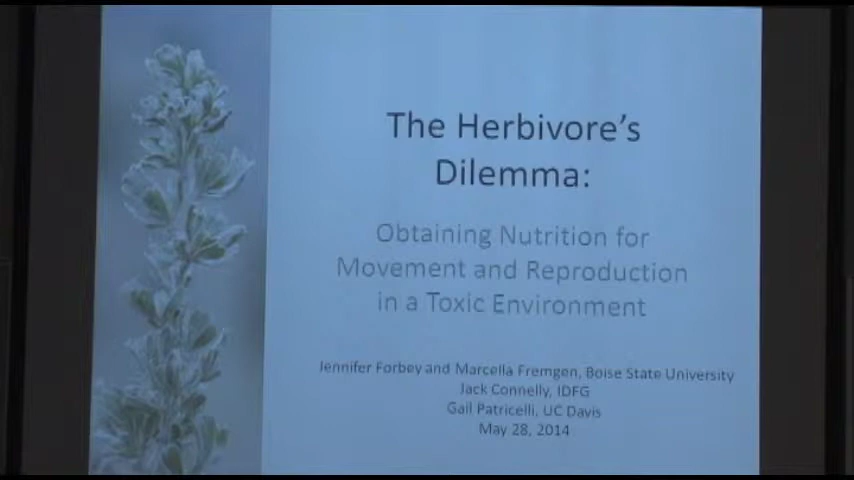 The Herbivore's
Dilemma:
Obtaining Nutrition for
Movement and Reproduction
in a Toxic Environment
Jennifer Forbey and Marcella Fremgen, Boise State University
Jack Connelly, IDFG
Gail Patricelli, UC Davis
May 28, 2014